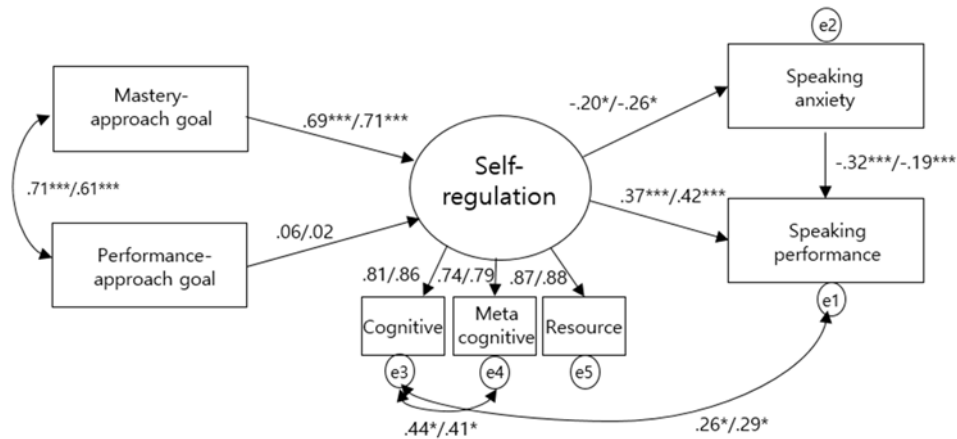 e2
Speaking
anxiety
Mastery-
approach goal
-.20*/-.26*
.69***/.71***
Self-
regulation
-.32***/-.19***
.71***/.61***
.37***/.42***
.06/.02
Performance-
approach goal
Speaking
performance
.81/.86
.74/.79
.87/.88
e1
Cognitive
Meta
cognitive
Resource
e3
e4
e5
.44*/.41*
.26*/.29*